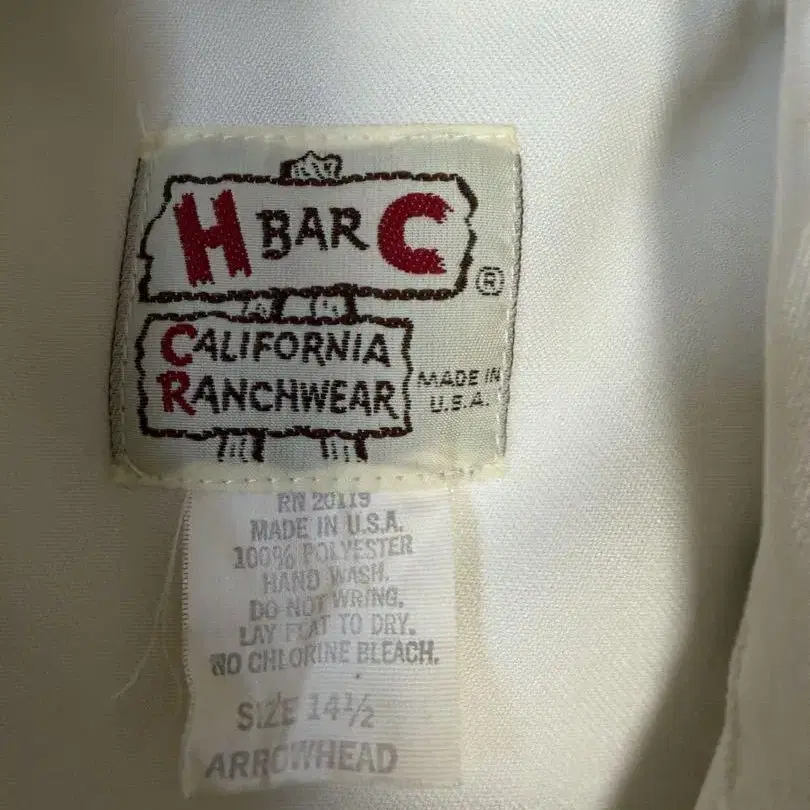 H BAR C
®
CALIFORNIA
RANCHWEAR
MADE IN
U.S.A.
RN 20119
MADE IN U.S.A.
100% POLYESTER
HAND WASH.
DO NOT WRING.
LAY FLAT TO DRY.
NO CHLORINE BLEACH.
SIZE 14½
ARROWHEAD